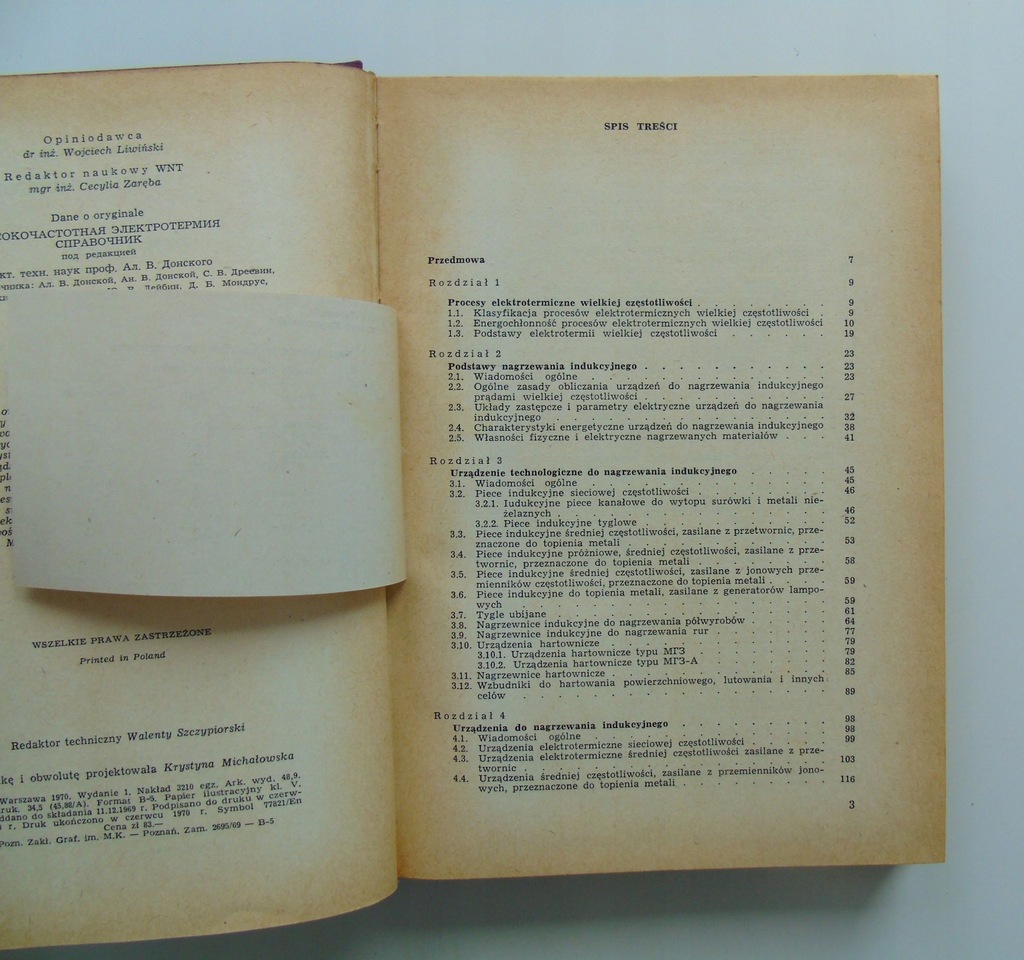 Opiniodawca
dr inż. Wojciech Liwiński
Redaktor naukowy WNT
mgr inż. Cecylia Zaręba
Dane o oryginale
ОКОЧАСТОТНАЯ ЭЛЕКТРОТЕРМИЯ
СПРАВОЧНИК
под редакцией
кт. техн. наук проф. Ал. В. Донского
чника: Ал. В. Донской, Ан. В. Донской, С. В. Дресвин,
Д. Б. Мондрус,
WSZELKIE PRAWA ZASTRZEŻONE
Printed in Poland
Redaktor techniczny Walenty Szczypiorski
kę i obwolutę projektowała Krystyna Michałowska
Warszawa 1970. Wydanie 1. Nakład 3210 egz. Ark. wyd. 48,9.
ruk. 34,5 (45,88/A). Format B-5. Papier ilustracyjny kl. V.
ddano do składania 11.12.1969 r. Podpisano do druku w czerw-
r. Druk ukończono w czerwcu 1970 r. Symbol 77821/En
Cena zł 83.—
Pozn. Zakł. Graf. im. M.K. — Poznań. Zam. 2695/69 — B-5
SPIS TREŚCI
Przedmowa 7
Rozdział 1 9
Procesy elektrotermiczne wielkiej częstotliwości . . . . . . . . 9
1.1. Klasyfikacja procesów elektrotermicznych wielkiej częstotliwości . 9
1.2. Energochłonność procesów elektrotermicznych wielkiej częstotliwości 10
1.3. Podstawy elektrotermii wielkiej częstotliwości . . . . . . 19
Rozdział 2 23
Podstawy nagrzewania indukcyjnego . . . . . . . . . . . 23
2.1. Wiadomości ogólne . . . . . . . . . . . . . 23
2.2. Ogólne zasady obliczania urządzeń do nagrzewania indukcyjnego
prądami wielkiej częstotliwości . . . . . . . . . . 27
2.3. Układy zastępcze i parametry elektryczne urządzeń do nagrzewania
indukcyjnego . . . . . . . . . . . . . . 32
2.4. Charakterystyki energetyczne urządzeń do nagrzewania indukcyjnego 38
2.5. Własności fizyczne i elektryczne nagrzewanych materiałów . . . 41
Rozdział 3
Urządzenie technologiczne do nagrzewania indukcyjnego . . . . . 45
3.1. Wiadomości ogólne . . . . . . . . . . . . . 45
3.2. Piece indukcyjne sieciowej częstotliwości . . . . . . . . 46
3.2.1. Iudukcyjne piece kanałowe do wytopu surówki i metali nie-
żelaznych . . . . . . . . . . . . . . 46
3.2.2. Piece indukcyjne tyglowe . . . . . . . . . . 52
3.3. Piece indukcyjne średniej częstotliwości, zasilane z przetwornic, prze-
znaczone do topienia metali . . . . . . . . . . . 53
3.4. Piece indukcyjne próżniowe, średniej częstotliwości, zasilane z prze-
twornic, przeznaczone do topienia metali . . . . . . . . 58
3.5. Piece indukcyjne średniej częstotliwości, zasilane z jonowych prze-
mienników częstotliwości, przeznaczone do topienia metali . . . . 59
3.6. Piece indukcyjne do topienia metali, zasilane z generatorów lampo-
wych . . . . . . . . . . . . . . . . 59
3.7. Tygle ubijane . . . . . . . . . . . . . . 61
3.8. Nagrzewnice indukcyjne do nagrzewania półwyrobów . . . . . 64
3.9. Nagrzewnice indukcyjne do nagrzewania rur . . . . . . . 77
3.10. Urządzenia hartownicze . . . . . . . . . . . . 79
3.10.1. Urządzenia hartownicze typu МГЗ . . . . . . . 79
3.10.2. Urządzenia hartownicze typu МГЗ-А . . . . . . . 82
3.11. Nagrzewnice hartownicze . . . . . . . . . . . . 85
3.12. Wzbudniki do hartowania powierzchniowego, lutowania i innych
celów . . . . . . . . . . . . . . . . 89
Rozdział 4 98
Urządzenia do nagrzewania indukcyjnego . . . . . . . . . 98
4.1. Wiadomości ogólne . . . . . . . . . . . . . 99
4.2. Urządzenia elektrotermiczne sieciowej częstotliwości . . . . .
4.3. Urządzenia elektrotermiczne średniej częstotliwości zasilane z prze-
twornic . . . . . . . . . . . . . . . 103
4.4. Urządzenia średniej częstotliwości, zasilane z przemienników jono-
wych, przeznaczone do topienia metali . . . . . . . . 116
3